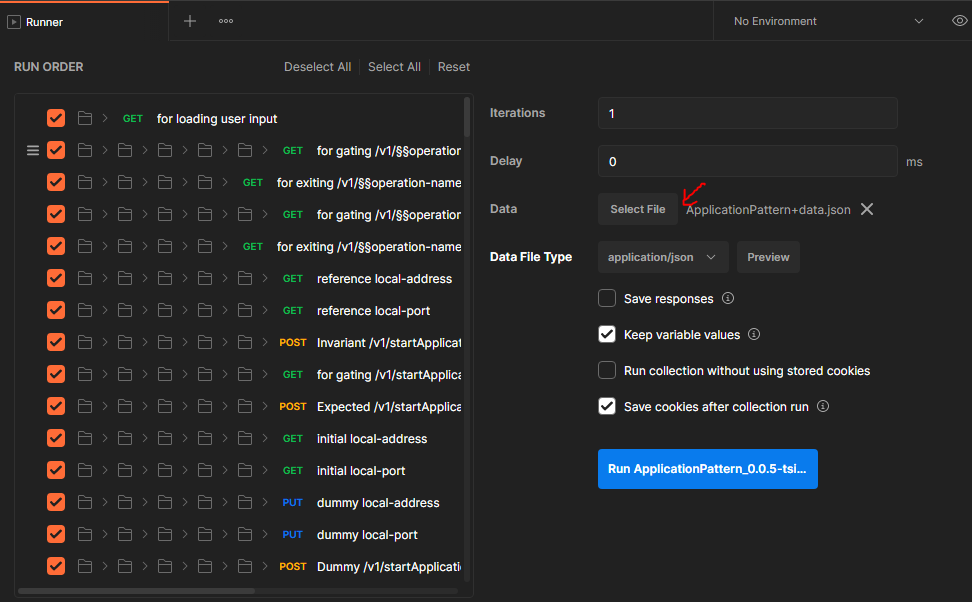 Runner
No Environment
RUN ORDER
Deselect All
Select All
Reset
GET for loading user input
GET for gating /v1/§§operation
GET for exiting /v1/§§operation-name
GET for gating /v1/§§operation
GET for exiting /v1/§§operation-name
GET reference local-address
GET reference local-port
POST Invariant /v1/startApplicat
GET for gating /v1/startApplica
POST Expected /v1/startApplica
GET initial local-address
GET initial local-port
PUT dummy local-address
PUT dummy local-port
POST Dummy /v1/startApplicati
Iterations
1
Delay
0
ms
Data
Select File
ApplicationPattern+data.json
Data File Type
application/json
Preview
Save responses
Keep variable values
Run collection without using stored cookies
Save cookies after collection run
Run ApplicationPattern_0.0.5-tsi...